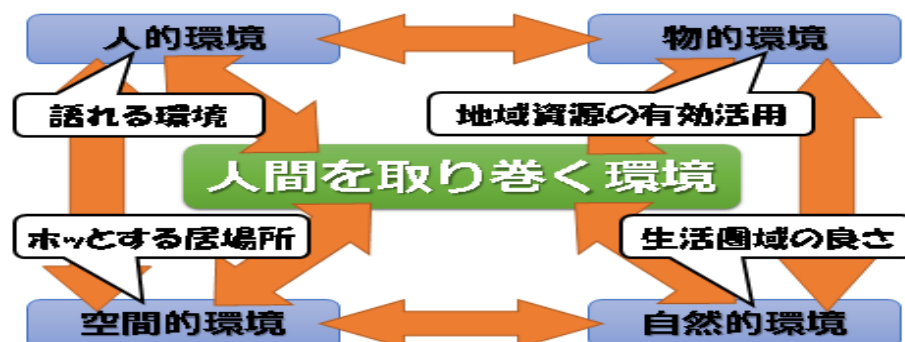 人的環境
物的環境
語れる環境
地域資源の有効活用
人間を取り巻く環境
ホッとする居場所
生活圏域の良さ
空間的環境
自然的環境